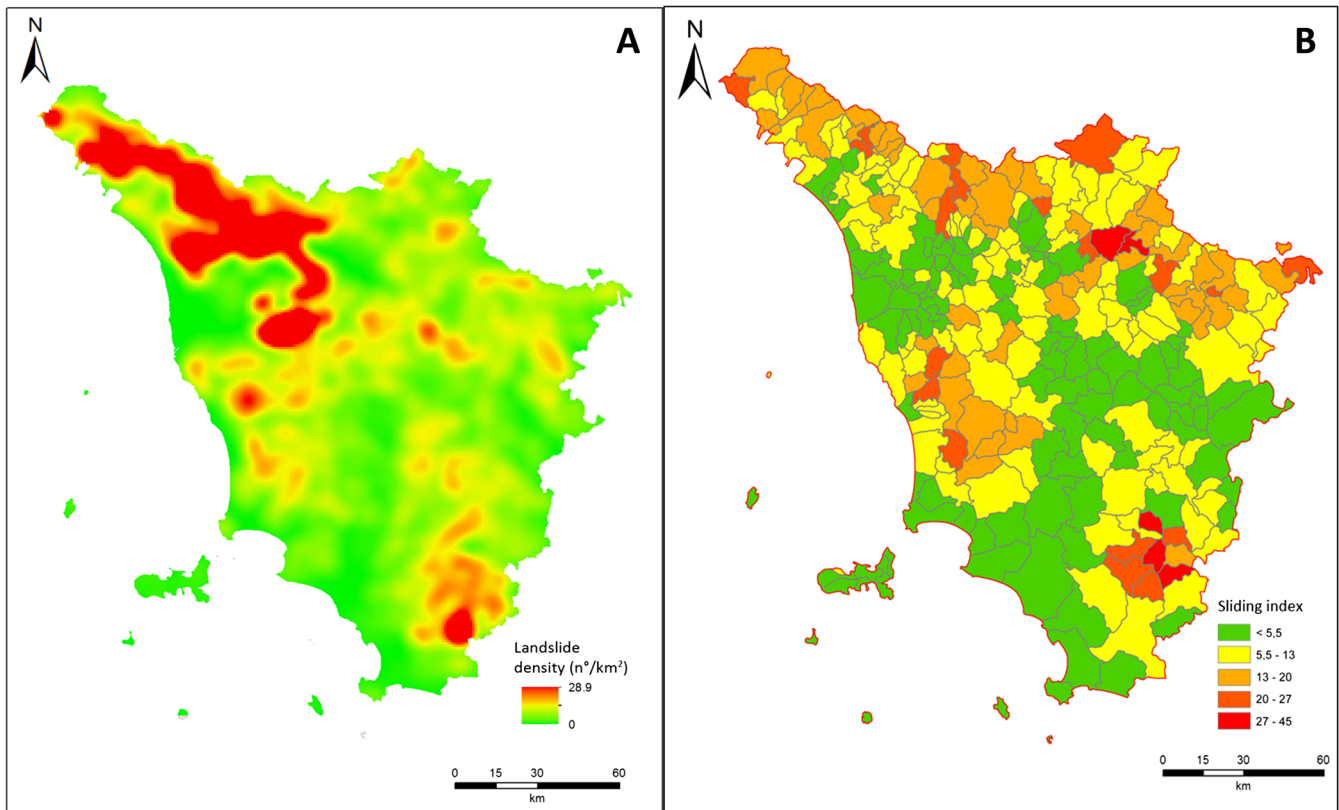 N
A
Landslide
density (n°/km²)
28.9
0
0 15 30 60
km
N
B
Sliding index
< 5,5
5,5 - 13
13 - 20
20 - 27
27 - 45
0 15 30 60
km